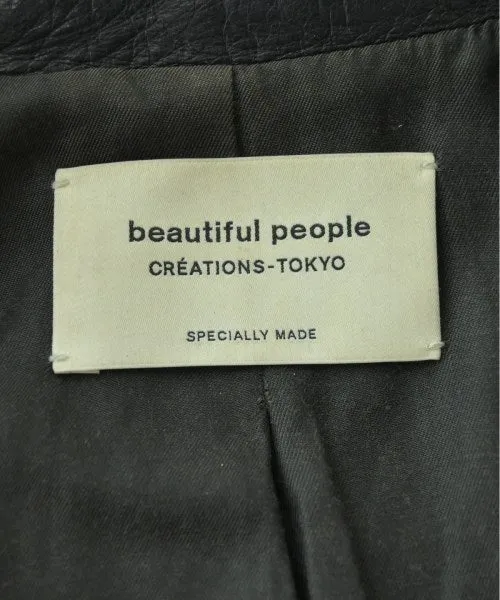 beautiful people
CRÉATIONS-TOKYO
SPECIALLY MADE